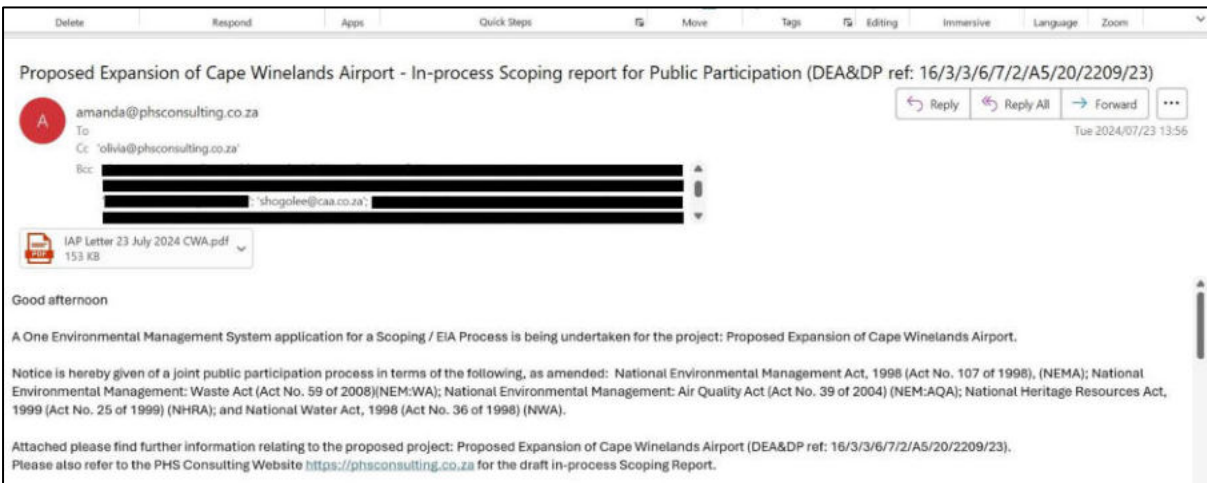 Delete Respond Apps Quick Steps Move Tags Editing Immersive Language Zoom
Proposed Expansion of Cape Winelands Airport - In-process Scoping report for Public Participation (DEA&DP ref: 16/3/3/6/7/2/A5/20/2209/23)
A
amanda@phsconsulting.co.za
Reply Reply All Forward
To
Tue 2024/07/23 13:56
Cc 'olivia@phsconsulting.co.za'
Bcc
'shogolee@caa.co.za';
PDF
IAP Letter 23 July 2024 CWA.pdf
153 KB
Good afternoon
A One Environmental Management System application for a Scoping / EIA Process is being undertaken for the project: Proposed Expansion of Cape Winelands Airport.
Notice is hereby given of a joint public participation process in terms of the following, as amended: National Environmental Management Act, 1998 (Act No. 107 of 1998), (NEMA); National
Environmental Management: Waste Act (Act No. 59 of 2008)(NEM:WA); National Environmental Management: Air Quality Act (Act No. 39 of 2004) (NEM:AQA); National Heritage Resources Act,
1999 (Act No. 25 of 1999) (NHRA); and National Water Act, 1998 (Act No. 36 of 1998) (NWA).
Attached please find further information relating to the proposed project: Proposed Expansion of Cape Winelands Airport (DEA&DP ref: 16/3/3/6/7/2/A5/20/2209/23).
Please also refer to the PHS Consulting Website https://phsconsulting.co.za for the draft in-process Scoping Report.